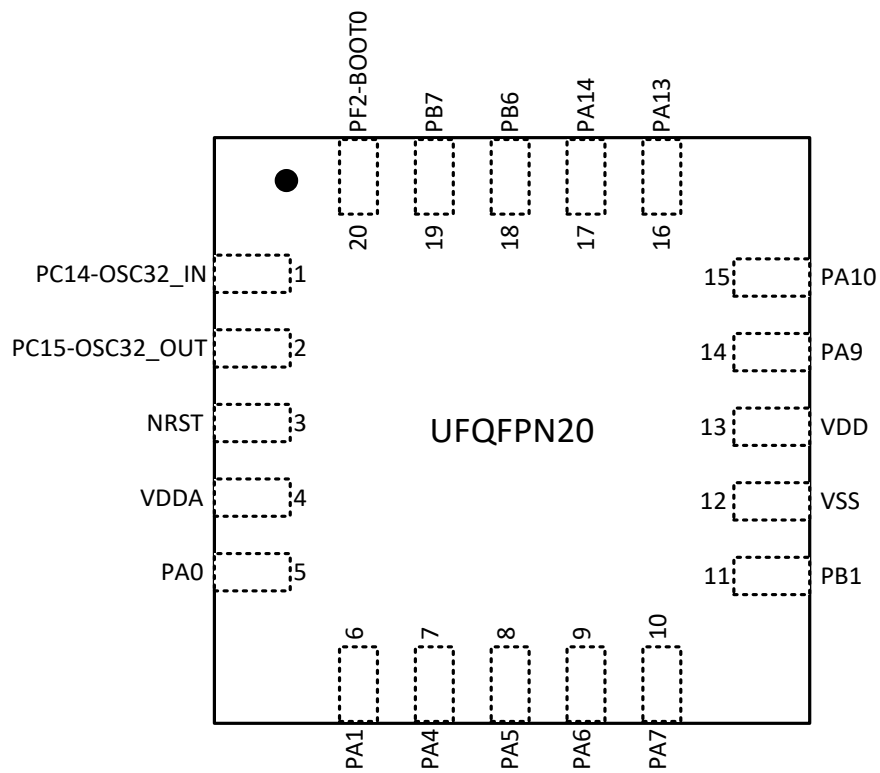 PF2-BOOT0
PB7
PB6
PA14
PA13
20
19
18
17
16
PC14-OSC32_IN 1
PC15-OSC32_OUT 2
NRST 3
VDDA 4
PA0 5
UFQFPN20
15 PA10
14 PA9
13 VDD
12 VSS
11 PB1
6
7
8
9
10
PA1
PA4
PA5
PA6
PA7